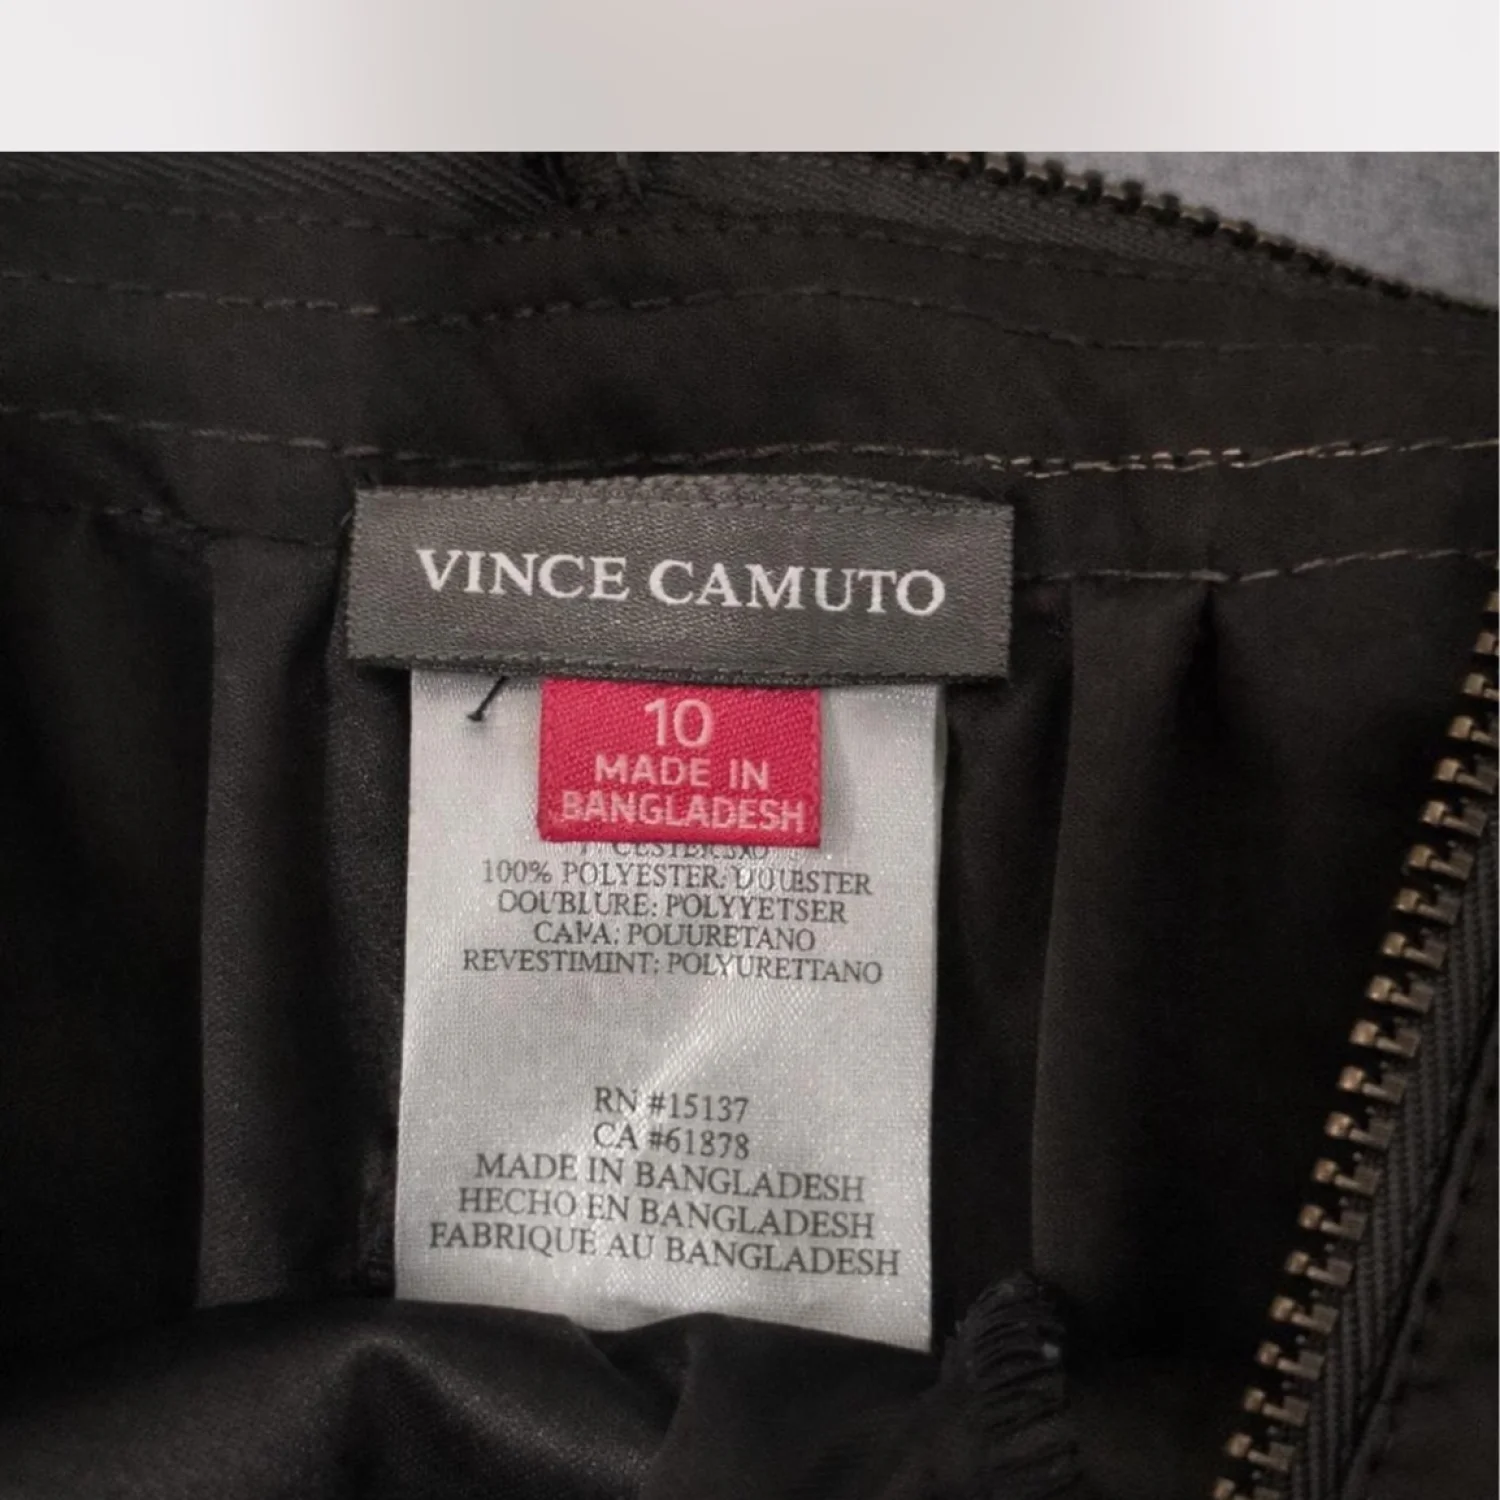 VINCE CAMUTO
10
MADE IN
BANGLADESH
100% POLYESTER:
DOUBLURE: POLYYETSER
CAPA: POLIURETANO
REVESTIMINT: POLYURETTANO
RN #15137
CA #61878
MADE IN BANGLADESH
HECHO EN BANGLADESH
FABRIQUE AU BANGLADESH